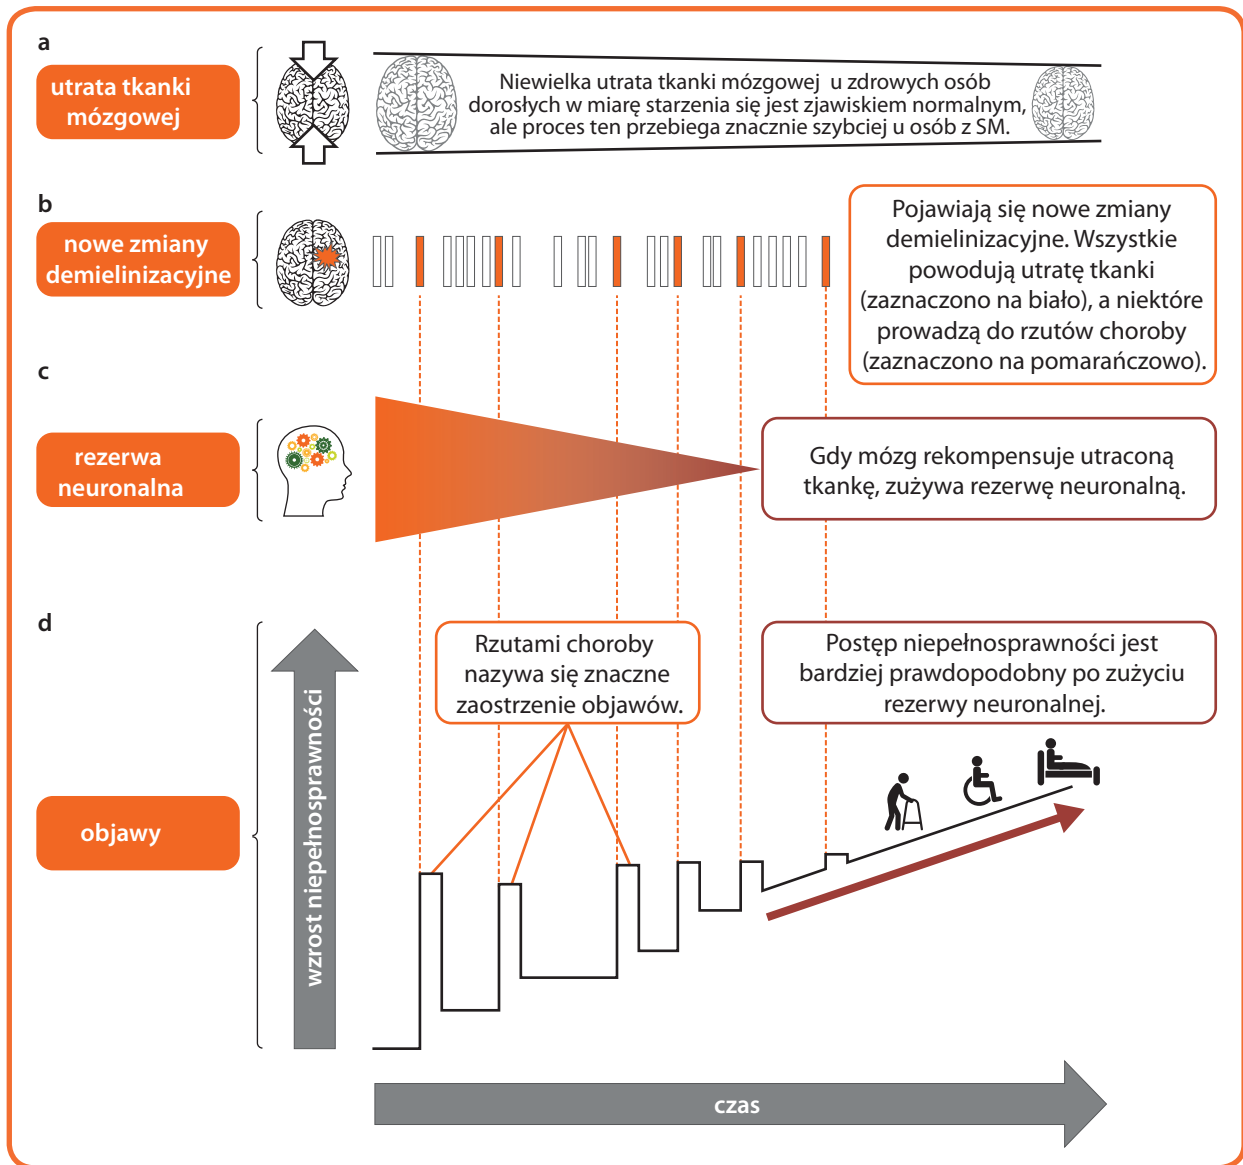 a
utrata tkanki
mózgowej
Niewielka utrata tkanki mózgowej u zdrowych osób
dorosłych w miarę starzenia się jest zjawiskiem normalnym,
ale proces ten przebiega znacznie szybciej u osób z SM.
b
nowe zmiany
demielinizacyjne
Pojawiają się nowe zmiany
demielinizacyjne. Wszystkie
powodują utratę tkanki
(zaznaczono na biało), a niektóre
prowadzą do rzutów choroby
(zaznaczono na pomarańczowo).
c
rezerwa
neuronalna
Gdy mózg rekompensuje utraconą
tkankę, zużywa rezerwę neuronalną.
d
objawy
wzrost niepełnosprawności
Rzutami choroby
nazywa się znaczne
zaostrzenie objawów.
Postęp niepełnosprawności jest
bardziej prawdopodobny po zużyciu
rezerwy neuronalnej.
czas